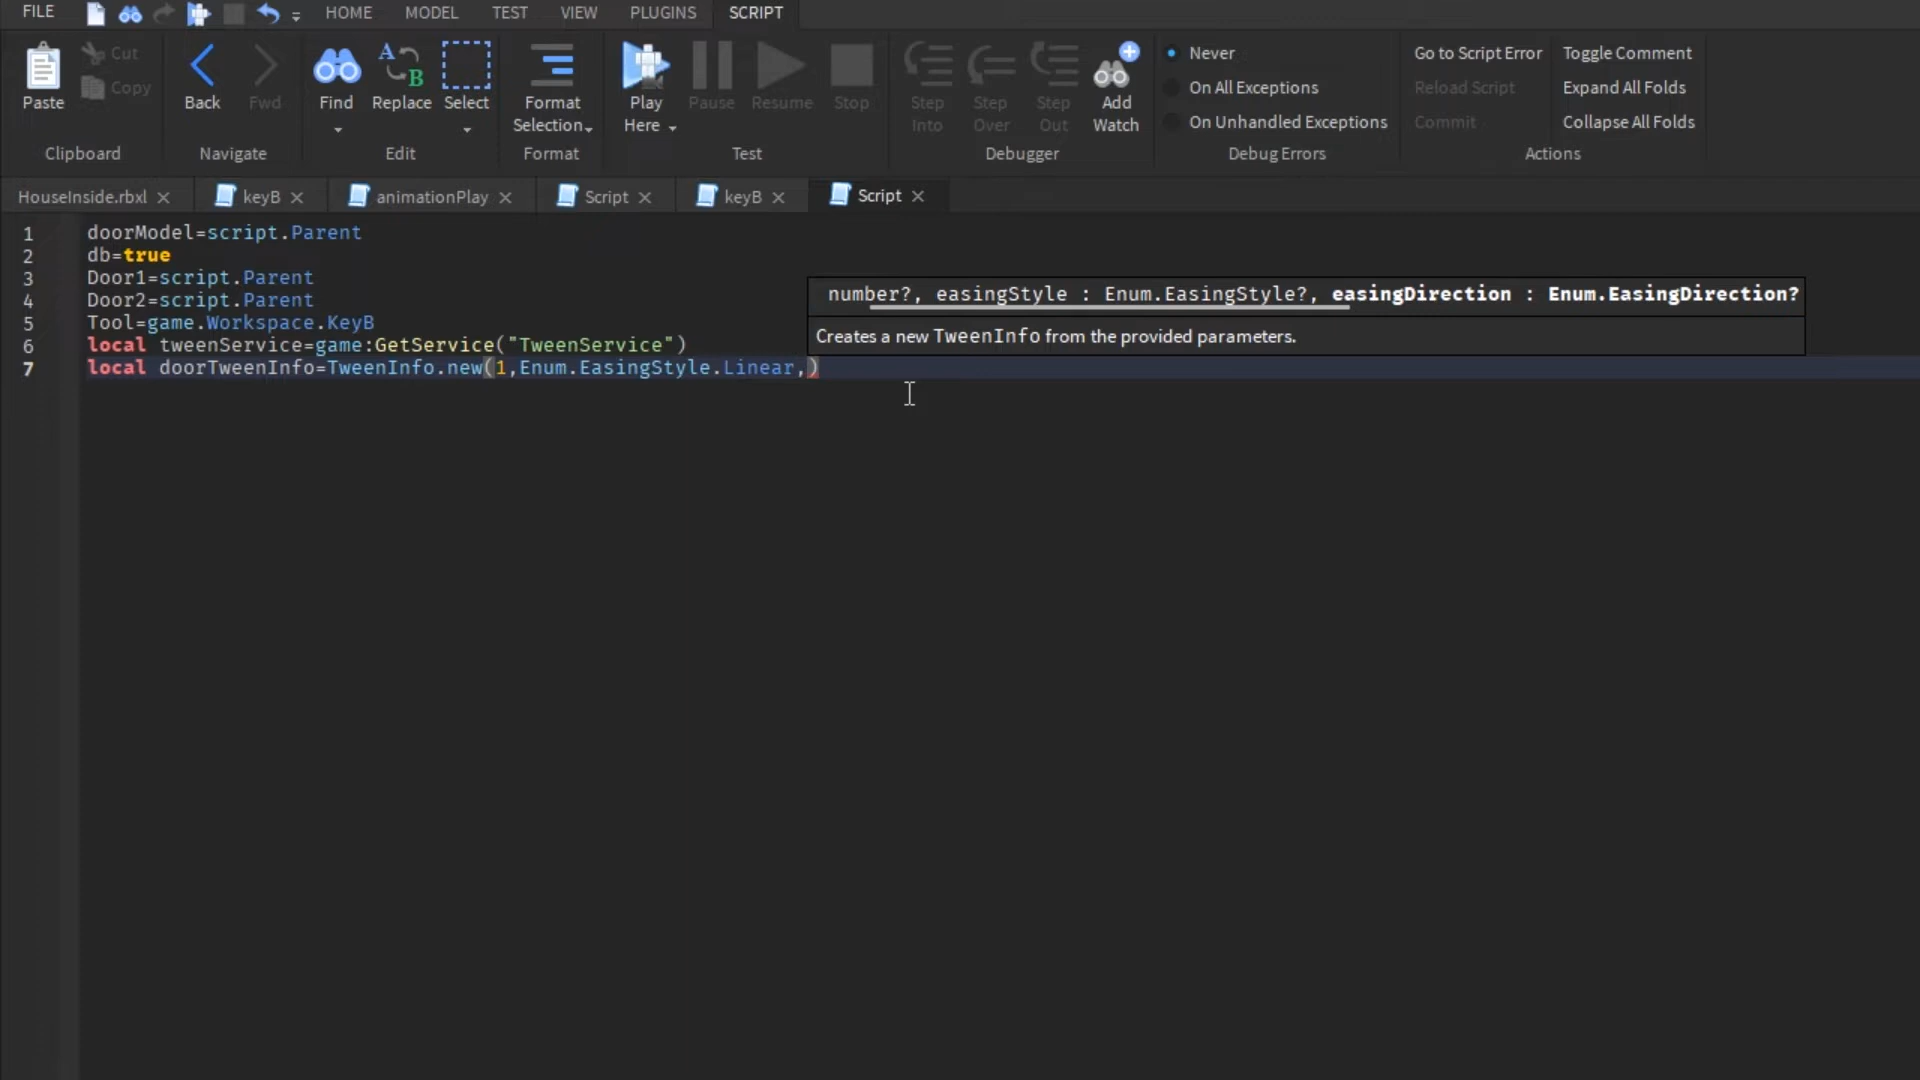 FILE HOME MODEL TEST VIEW PLUGINS SCRIPT
Cut
Copy
Paste
Clipboard
Back
Fwd
Navigate
Find
Replace
Select
Edit
Format
Selection
Format
Play
Here
Pause
Resume
Stop
Test
Step
Into
Step
Over
Step
Out
Add
Watch
Debugger
Never
On All Exceptions
On Unhandled Exceptions
Debug Errors
Go to Script Error
Reload Script
Commit
Toggle Comment
Expand All Folds
Collapse All Folds
Actions
HouseInside.rbxl keyB animationPlay Script keyB Script
1 doorModel=script.Parent
2 db=true
3 Door1=script.Parent
4 Door2=script.Parent
5 Tool=game.Workspace.KeyB
6 local tweenService=game:GetService("TweenService")
7 local doorTweenInfo=TweenInfo.new(1,Enum.EasingStyle.Linear,)
number?, easingStyle : Enum.EasingStyle?, easingDirection : Enum.EasingDirection?
Creates a new TweenInfo from the provided parameters.